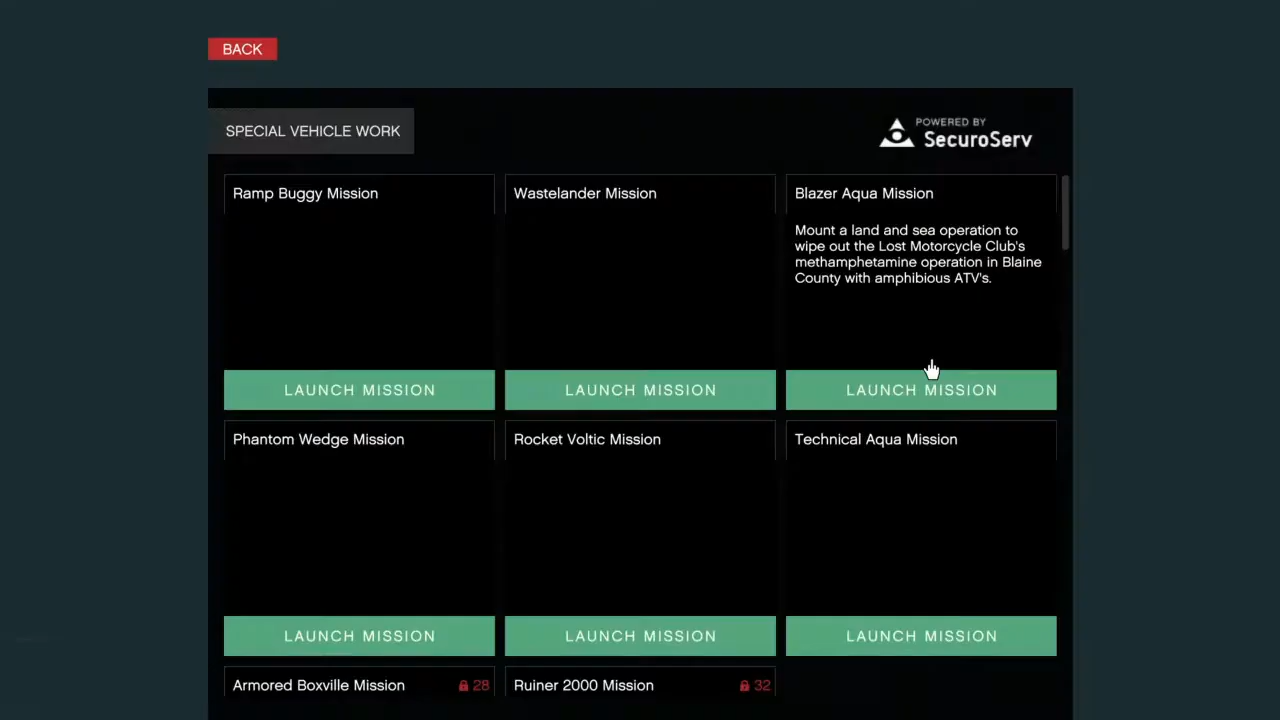 BACK
SPECIAL VEHICLE WORK
POWERED BY
SecuroServ
Ramp Buggy Mission
Wastelander Mission
Blazer Aqua Mission
Mount a land and sea operation to
wipe out the Lost Motorcycle Club's
methamphetamine operation in Blaine
County with amphibious ATV's.
LAUNCH MISSION
LAUNCH MISSION
LAUNCH MISSION
Phantom Wedge Mission
Rocket Voltic Mission
Technical Aqua Mission
LAUNCH MISSION
LAUNCH MISSION
LAUNCH MISSION
Armored Boxville Mission 28
Ruiner 2000 Mission 32